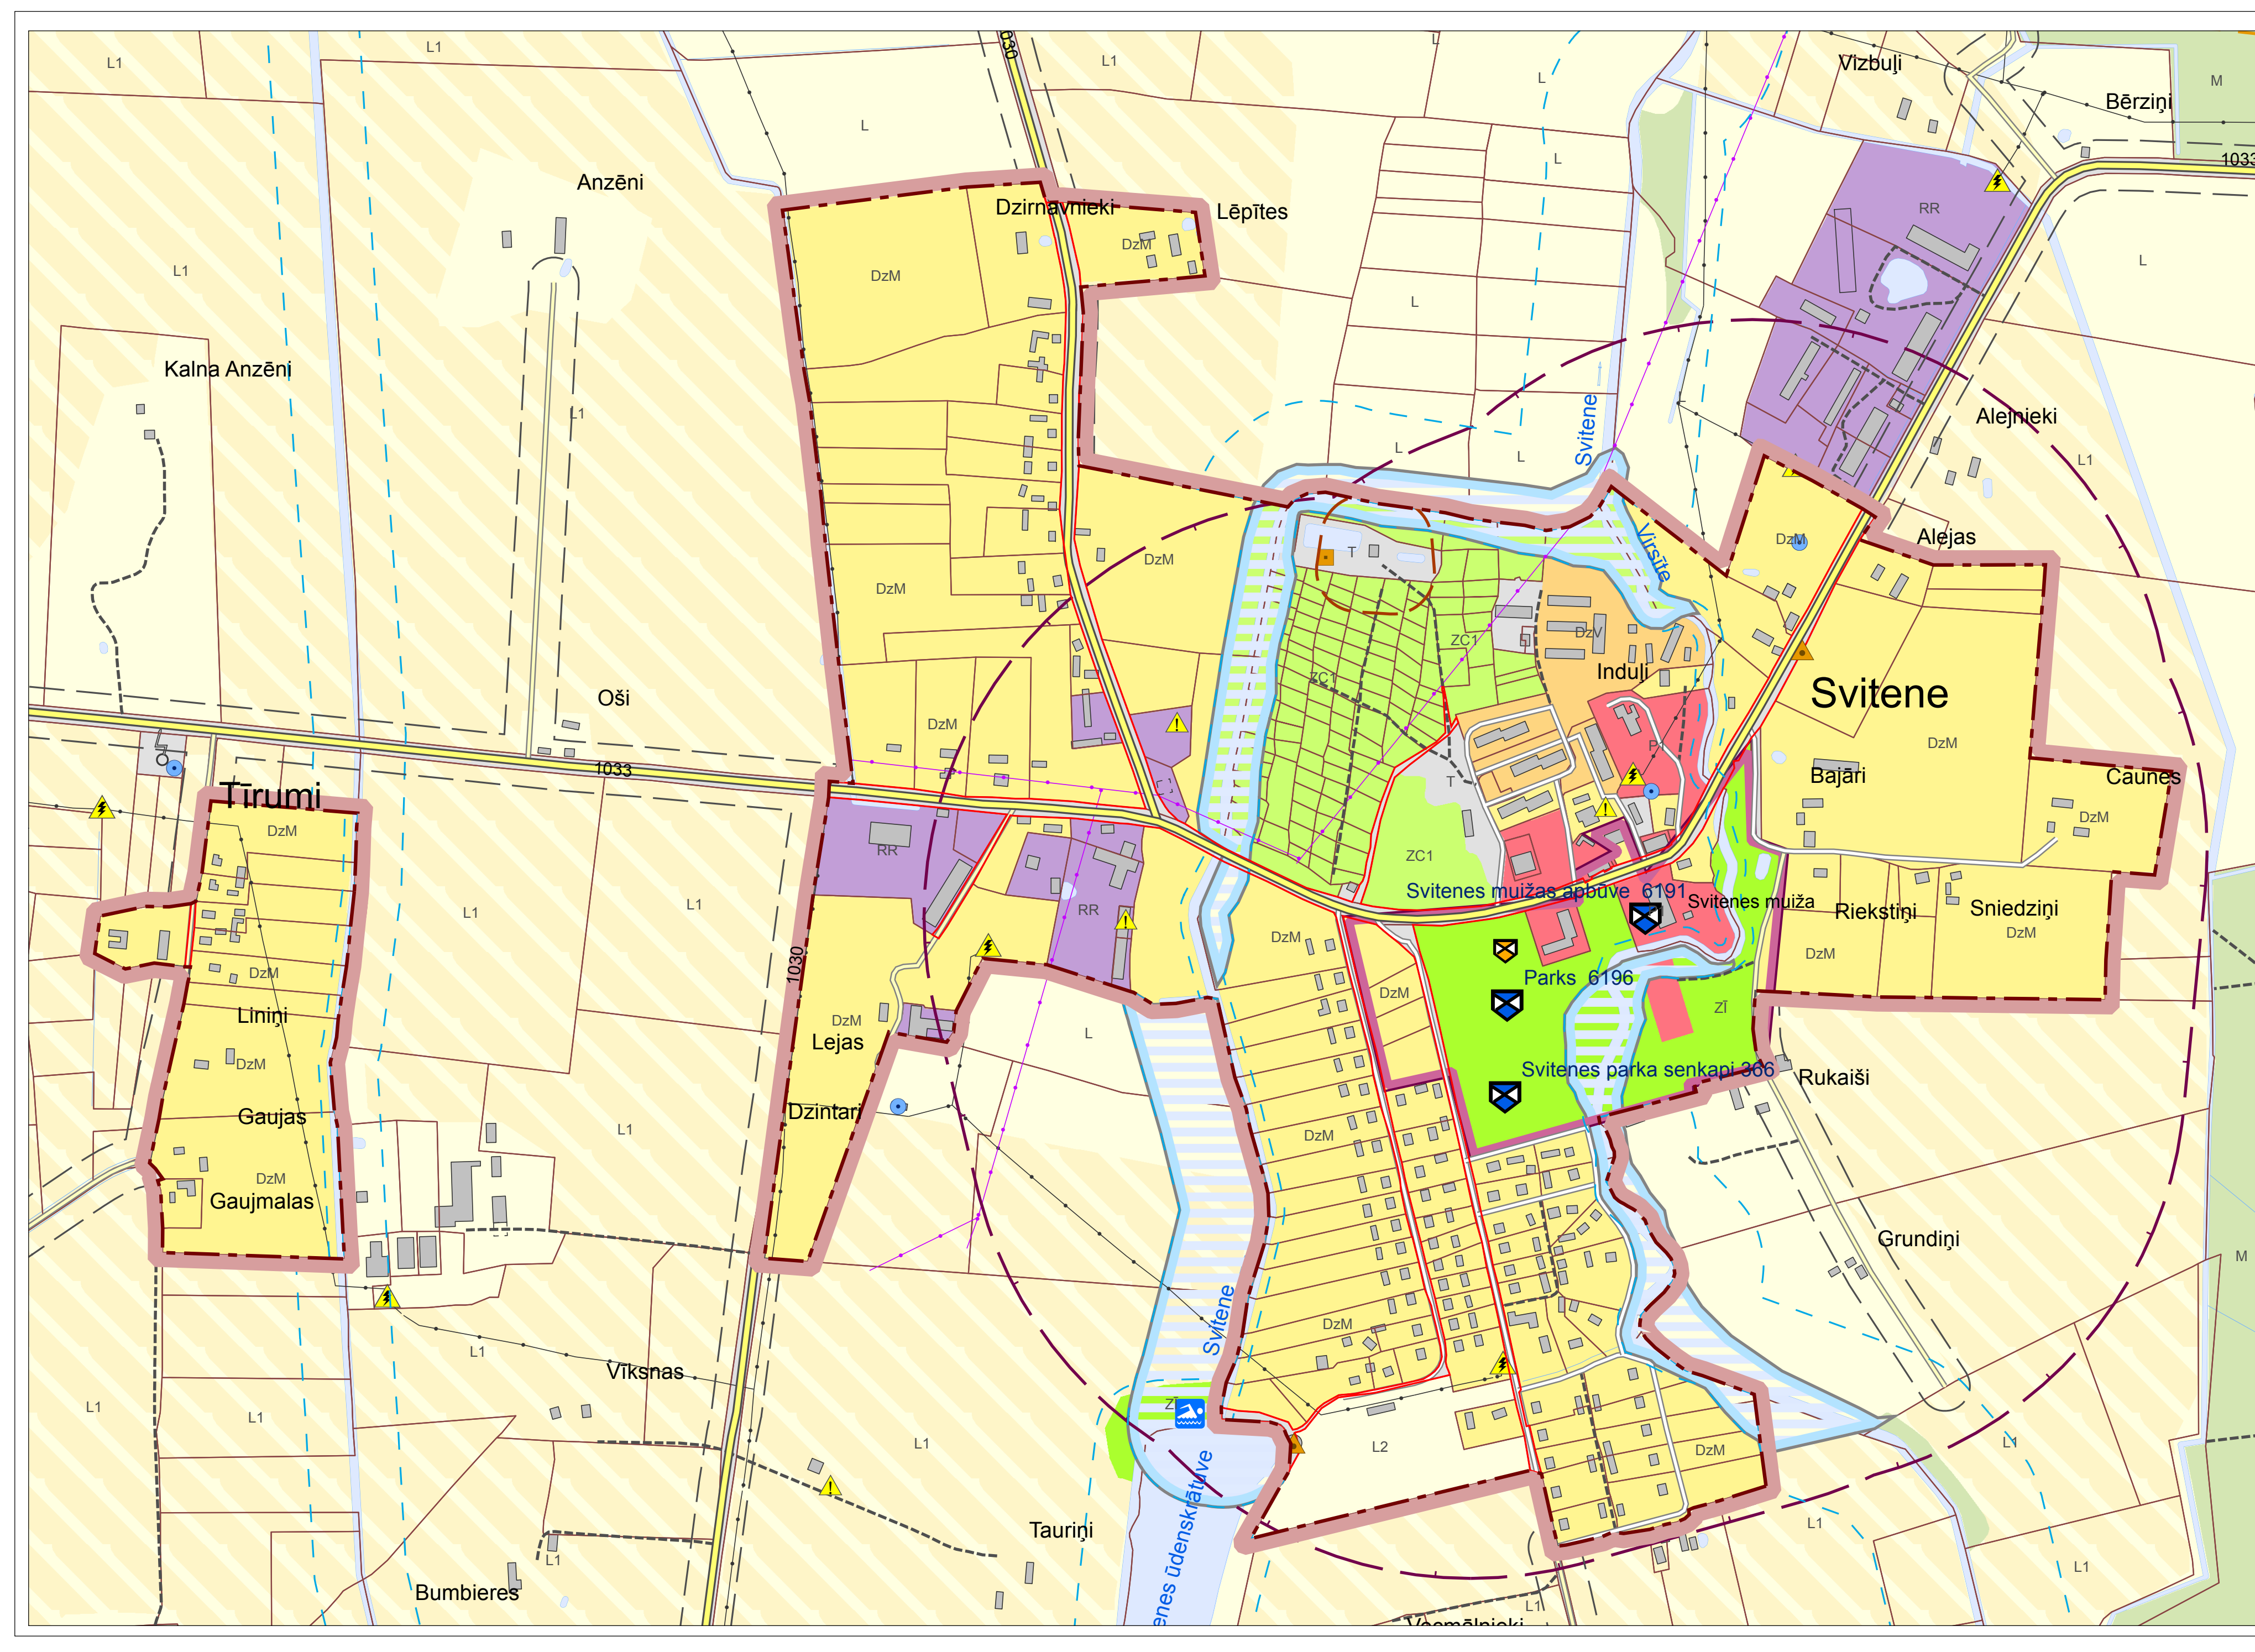 1030
L1
L1
L1
L
L
Vizbuļi
Bērziņi
M
1033
L
L
Anzēni
Dzirnavnieki
Lēpītes
DzM
DzM
RR
L
L1
L
Kalna Anzēni
L1
Svitene
Alejnieki
L
L
L1
Virsīte
DzM
Alejas
T
DzM
DzM
ZC1
DzV
Induļi
ZC1
Svitene
Oši
DzM
P1
DzM
1033
T
Bajāri
Caunes
Tīrumi
DzM
DzM
RR
ZC1
Svitenes muižas apbūve 6191
Svitenes muiža
Riekstiņi
Sniedziņi
L1
L1
RR
DzM
DzM
DzM
1030
DzM
Parks 6196
DzM
ZĪ
Liniņi
DzM
Lejas
L
DzM
Svitenes parka senkapi 366
Rukaiši
Gaujas
Dzintari
L1
DzM
DzM
Gaujmalas
Grundiņi
M
Svitene
DzM
L1
Vīksnas
L1
L1
L1
L2
DzM
L1
Tauriņi
L1
L1
Bumbieres
L1
L1